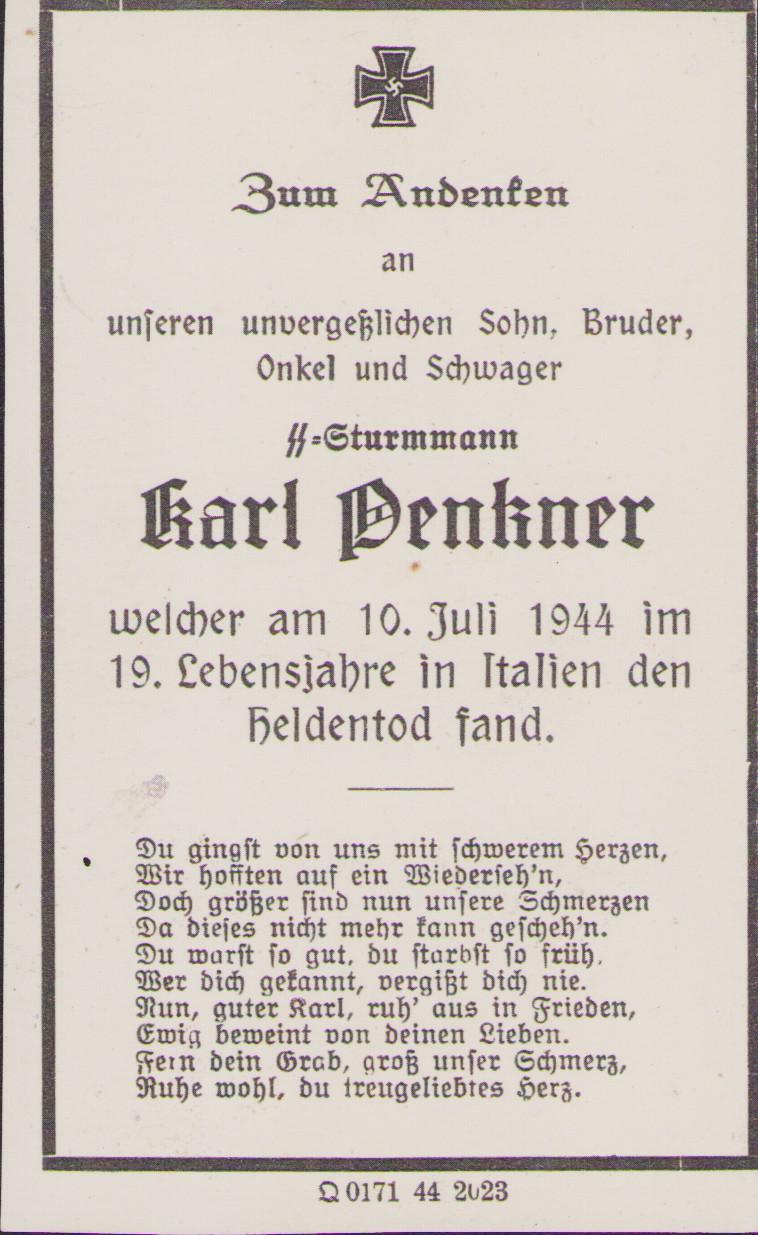 Zum Andenken
an
unseren unvergeßlichen Sohn, Bruder,
Onkel und Schwager
SS=Sturmmann
Karl Penkner
welcher am 10. Juli 1944 im
19. Lebensjahre in Italien den
Heldentod fand.
Du gingst von uns mit schwerem Herzen,
Wir hofften auf ein Wiederseh'n,
Doch größer sind nun unsere Schmerzen
Da dieses nicht mehr kann gescheh'n.
Du warst so gut, du starbst so früh,
Wer dich gekannt, vergißt dich nie.
Nun, guter Karl, ruh' aus in Frieden,
Ewig beweint von deinen Lieben.
Fern dein Grab, groß unser Schmerz,
Ruhe wohl, du treugeliebtes Herz.
Q 0171 44 2023